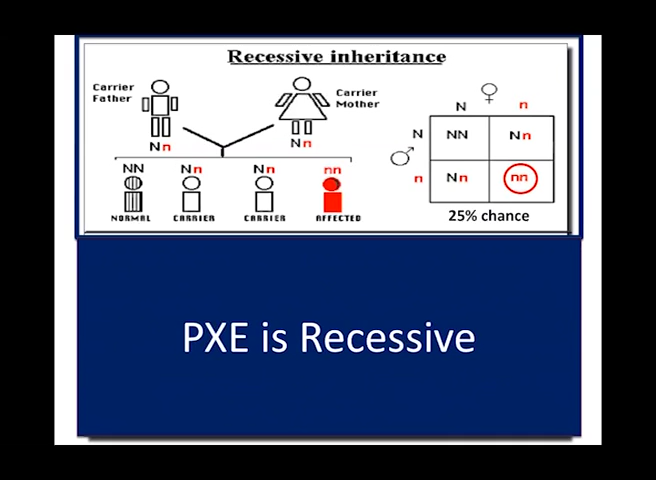 Recessive inheritance
Carrier
Father
Carrier
Mother
Nn
Nn
NN
Nn
Nn
nn
NORMAL
CARRIER
CARRIER
AFFECTED
♀
N
n
♂
N
NN
Nn
n
Nn
nn
25% chance
PXE is Recessive